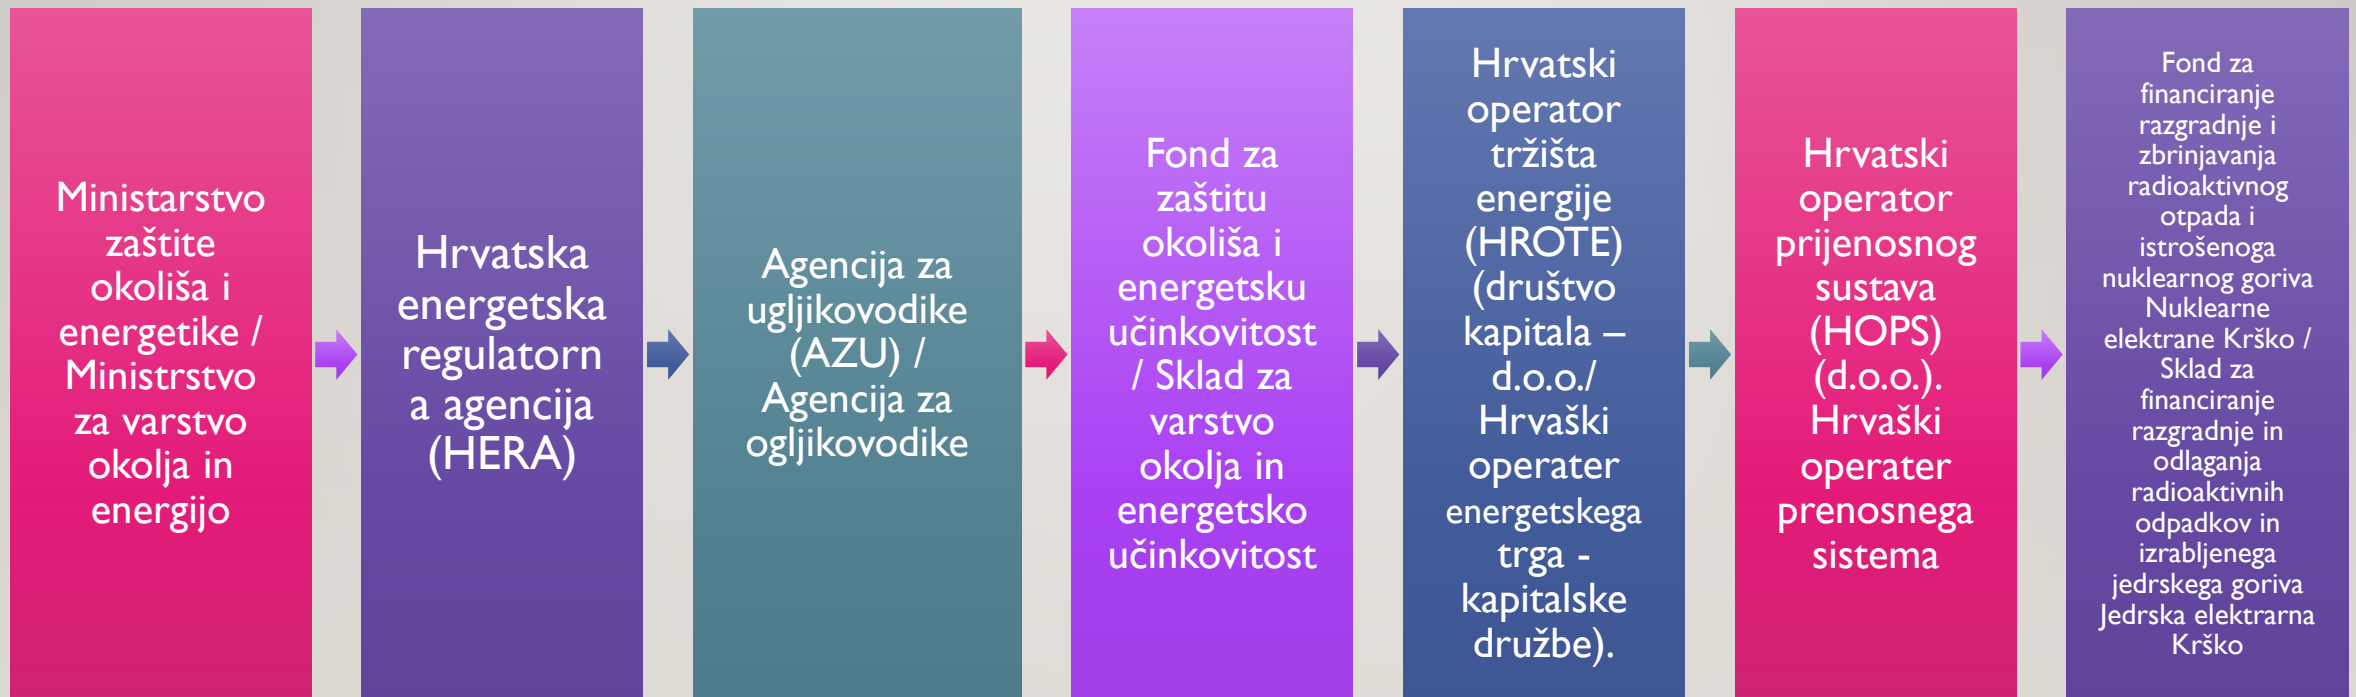 Ministarstvo
zaštite
okoliša i
energetike /
Ministrstvo
za varstvo
okolja in
energijo
Hrvatska
energetska
regulatorn
a agencija
(HERA)
Agencija za
ugljikovodike
(AZU) /
Agencija za
ogljikovodike
Fond za
zaštitu
okoliša i
energetsku
učinkovitost
/ Sklad za
varstvo
okolja in
energetsko
učinkovitost
Hrvatski
operator
tržišta
energije
(HROTE)
(društvo
kapitala –
d.o.o./
Hrvaški
operater
energetskega
trga -
kapitalske
družbe).
Hrvatski
operator
prijenosnog
sustava
(HOPS)
(d.o.o.).
Hrvaški
operater
prenosnega
sistema
Fond za
financiranje
razgradnje i
zbrinjavanja
radioaktivnog
otpada i
istrošenoga
nuklearnog goriva
Nuklearne
elektrane Krško /
Sklad za
financiranje
razgradnje in
odlaganja
radioaktivnih
odpadkov in
izrabljenega
jedrskega goriva
Jedrska elektrarna
Krško